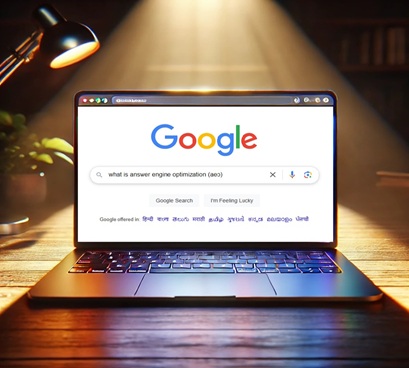 Google
what is answer engine optimization (aeo)
Google Search I'm Feeling Lucky
Google offered in: हिन्दी বাংলা తెలుగు मराठी தமிழ் ગુજરાતી ಕನ್ನಡ മലയാളം ਪੰਜਾਬੀ